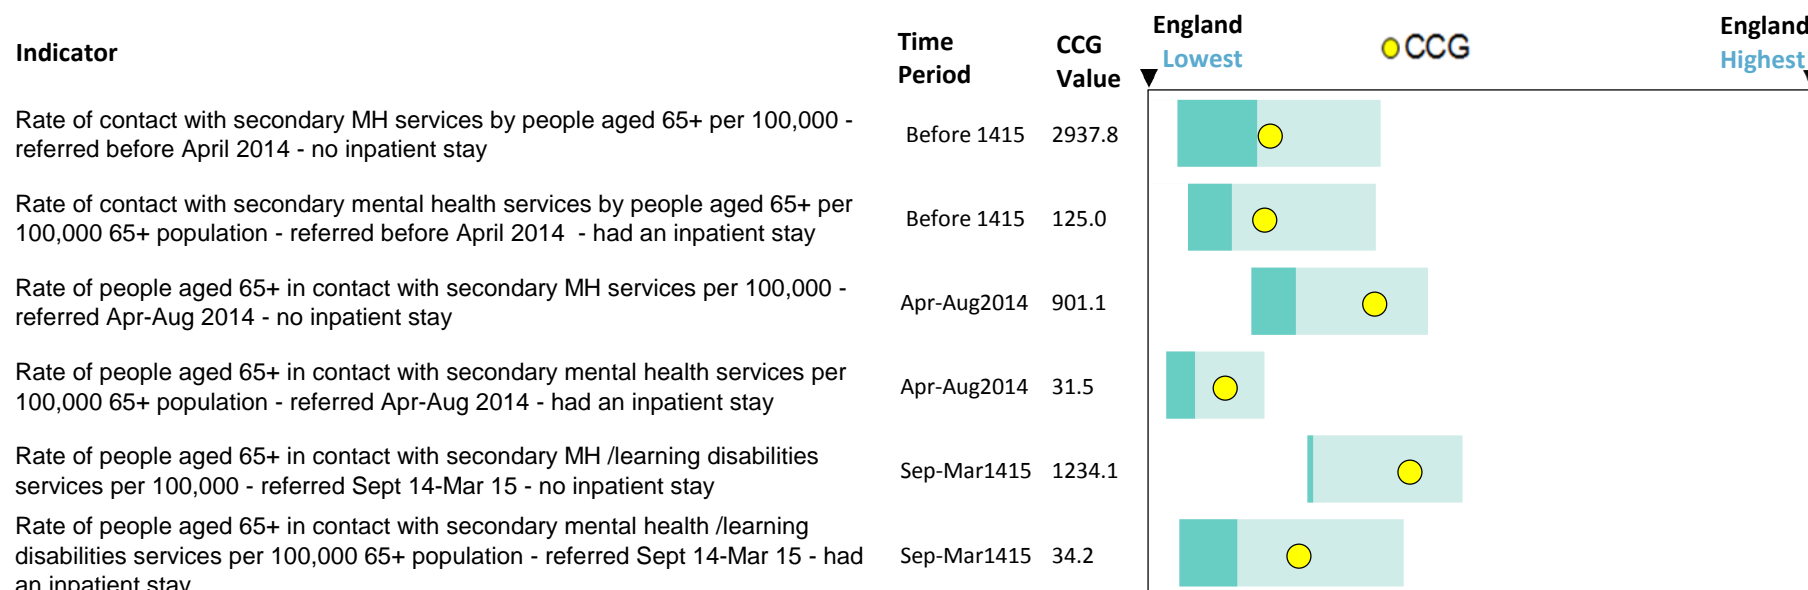 Indicator
Time
Period
CCG
Value
England
Lowest
CCG
England
Highest
Rate of contact with secondary MH services by people aged 65+ per 100,000 -
referred before April 2014 - no inpatient stay
Before 1415 2937.8
Rate of contact with secondary mental health services by people aged 65+ per
100,000 65+ population - referred before April 2014  - had an inpatient stay
Before 1415 125.0
Rate of people aged 65+ in contact with secondary MH services per 100,000 -
referred Apr-Aug 2014 - no inpatient stay
Apr-Aug2014 901.1
Rate of people aged 65+ in contact with secondary mental health services per
100,000 65+ population - referred Apr-Aug 2014 - had an inpatient stay
Apr-Aug2014 31.5
Rate of people aged 65+ in contact with secondary MH /learning disabilities
services per 100,000 - referred Sept 14-Mar 15 - no inpatient stay
Sep-Mar1415 1234.1
Rate of people aged 65+ in contact with secondary mental health /learning
disabilities services per 100,000 65+ population - referred Sept 14-Mar 15 - had
an inpatient stay
Sep-Mar1415 34.2